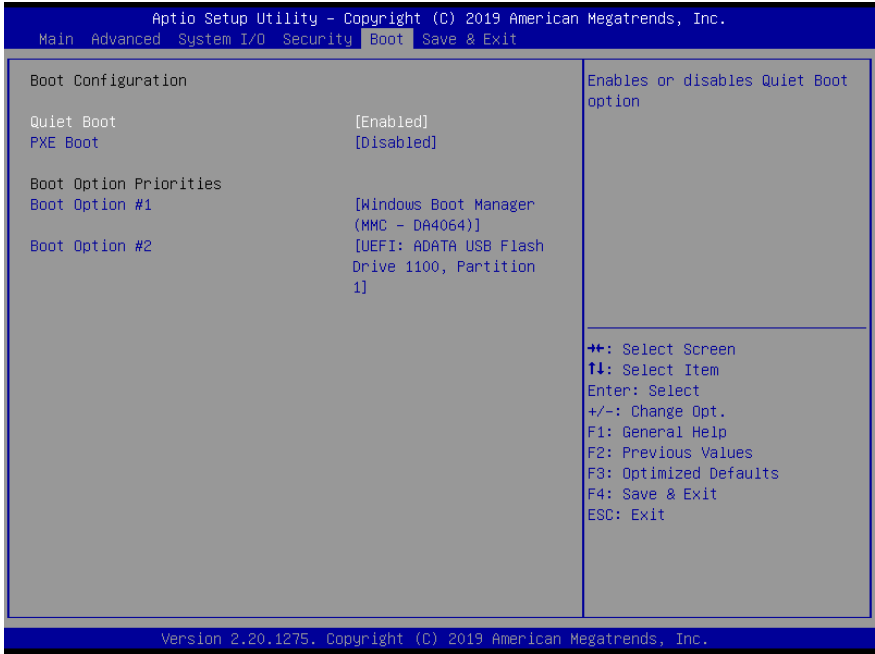 Aptio Setup Utility – Copyright (C) 2019 American Megatrends, Inc.
Main Advanced System I/O Security Boot Save & Exit
Boot Configuration
Quiet Boot [Enabled]
PXE Boot [Disabled]
Boot Option Priorities
Boot Option #1 [Windows Boot Manager
(MMC – DA4064)]
Boot Option #2 [UEFI: ADATA USB Flash
Drive 1100, Partition
1]
Enables or disables Quiet Boot
option
→←: Select Screen
↑↓: Select Item
Enter: Select
+/–: Change Opt.
F1: General Help
F2: Previous Values
F3: Optimized Defaults
F4: Save & Exit
ESC: Exit
Version 2.20.1275. Copyright (C) 2019 American Megatrends, Inc.